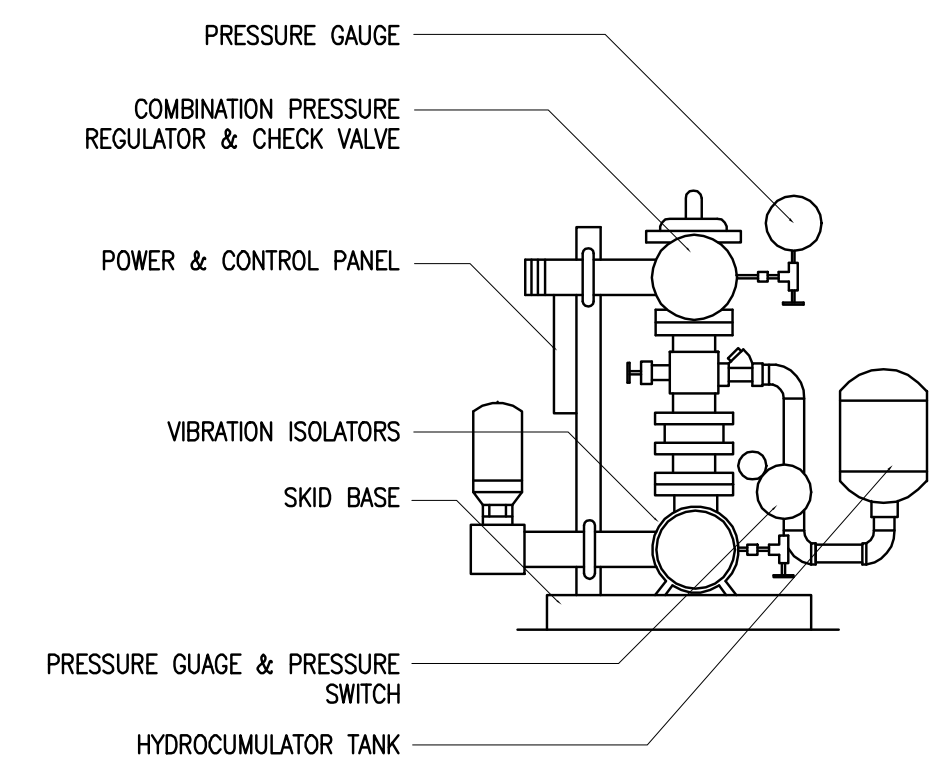 PRESSURE GAUGE
COMBINATION PRESSURE
REGULATOR & CHECK VALVE
POWER & CONTROL PANEL
VIBRATION ISOLATORS
SKID BASE
PRESSURE GUAGE & PRESSURE
SWITCH
HYDROCUMULATOR TANK